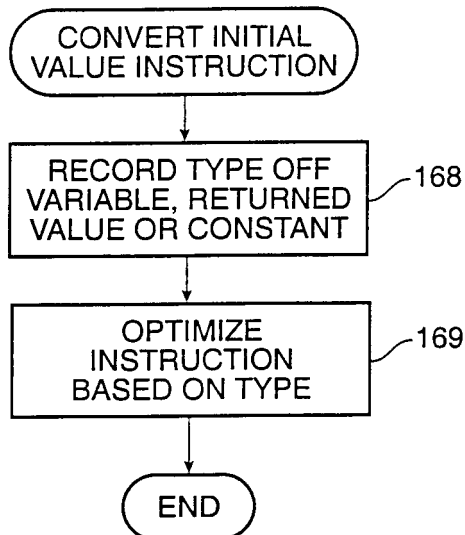 CONVERT INITIAL
VALUE INSTRUCTION
RECORD TYPE OFF
VARIABLE, RETURNED
VALUE OR CONSTANT
168
OPTIMIZE
INSTRUCTION
BASED ON TYPE
169
END